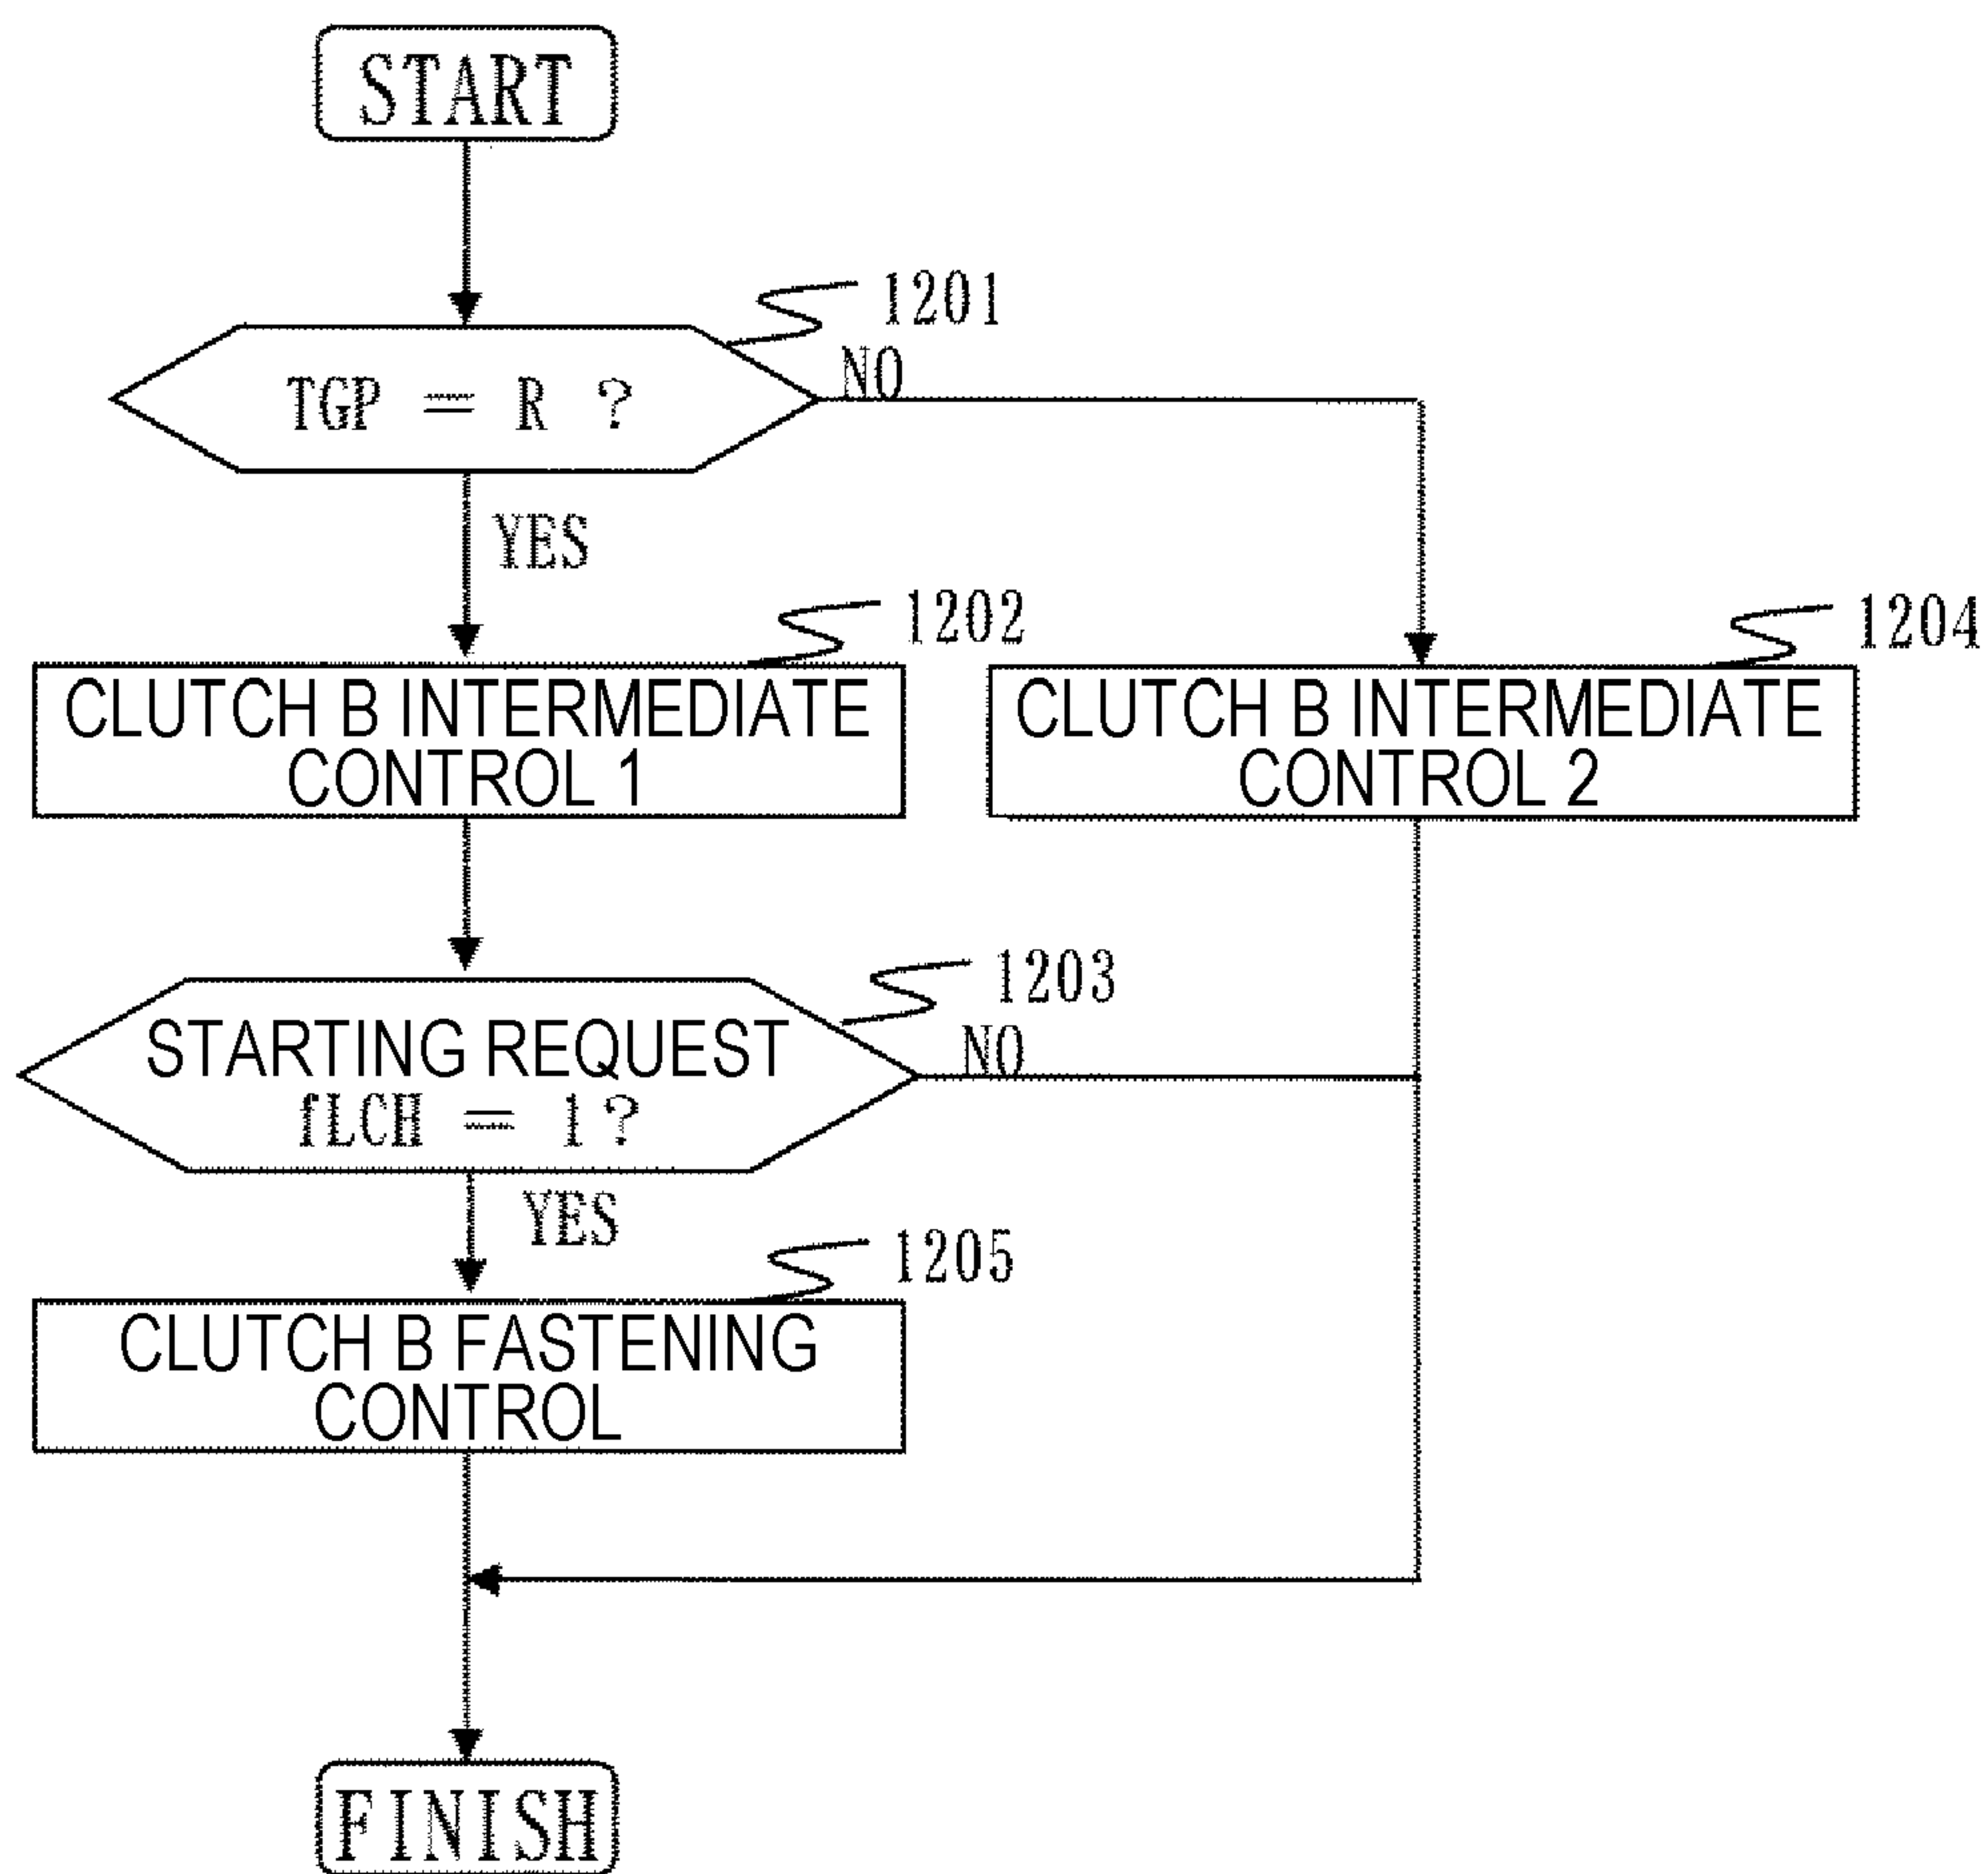 START
1201
NO
TGP = R ?
YES
1202
1204
CLUTCH B INTERMEDIATE
CONTROL 1
CLUTCH B INTERMEDIATE
CONTROL 2
1203
NO
STARTING REQUEST
fLCH = 1?
YES
1205
CLUTCH B FASTENING
CONTROL
FINISH